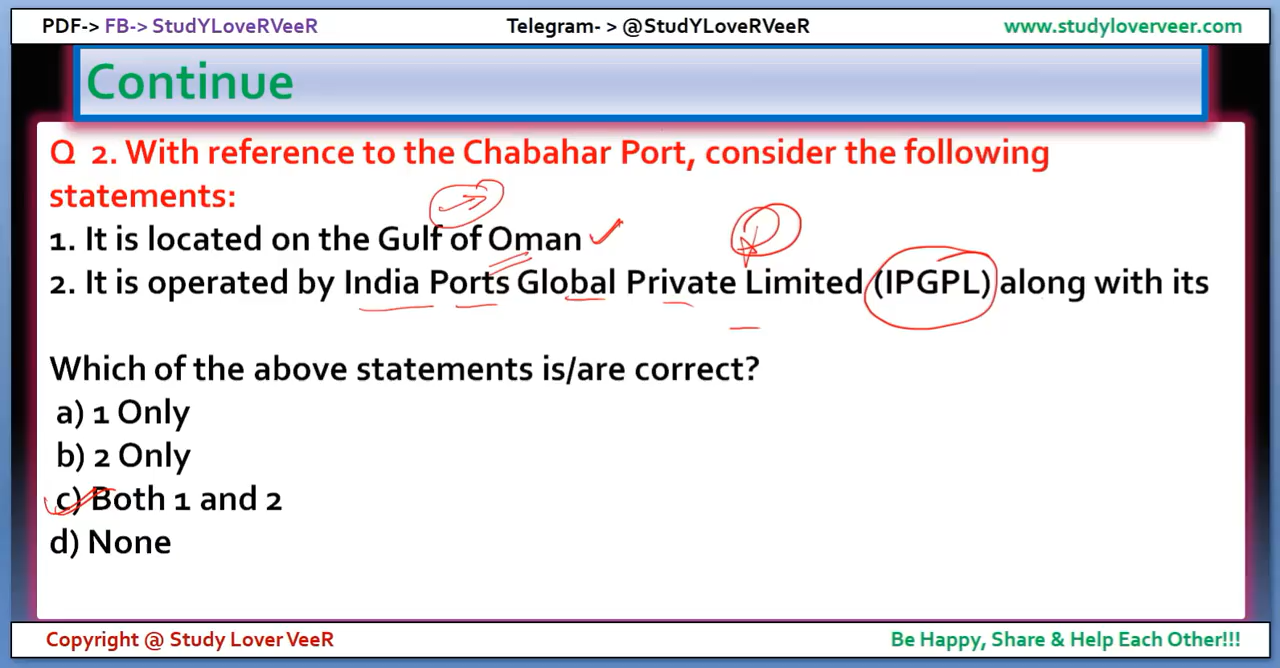 PDF-> FB-> StudYLoveRVeeR Telegram- > @StudYLoveRVeeR www.studyloverveer.com
Continue
Q 2. With reference to the Chabahar Port, consider the following
statements:
1. It is located on the Gulf of Oman
2. It is operated by India Ports Global Private Limited (IPGPL) along with its
Which of the above statements is/are correct?
a) 1 Only
b) 2 Only
c) Both 1 and 2
d) None
Copyright @ Study Lover VeeR Be Happy, Share & Help Each Other!!!